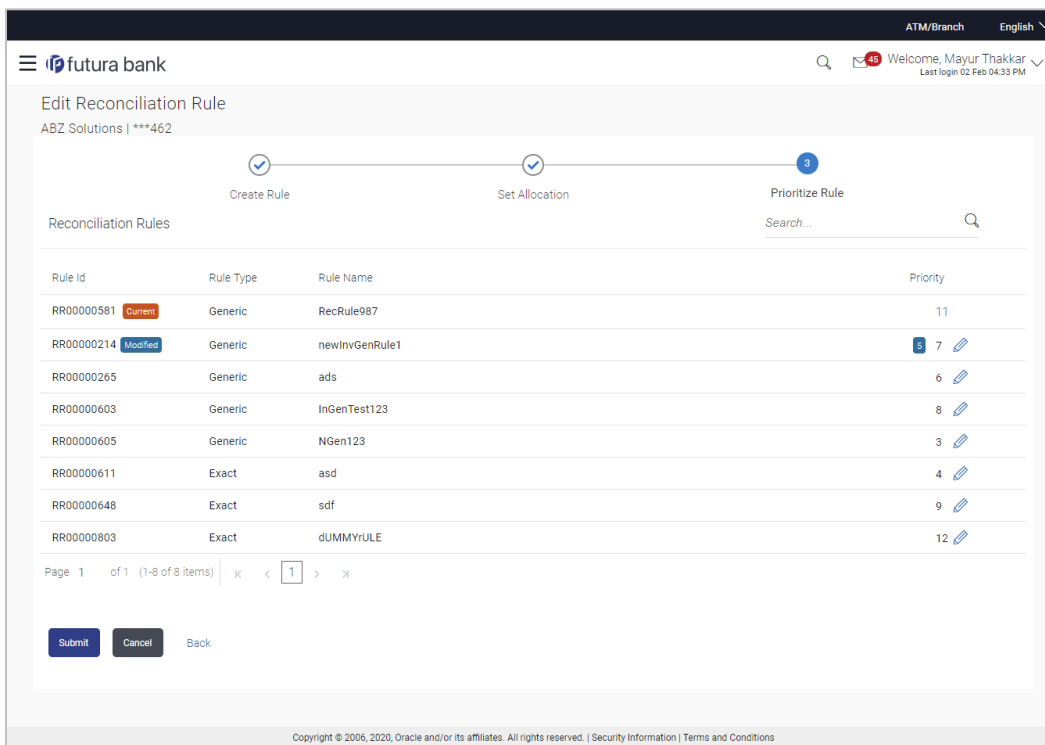 ATM/Branch English
futura bank 45 Welcome, Mayur Thakkar
Last login 02 Feb 04:33 PM
Edit Reconciliation Rule
ABZ Solutions | ***462
3
Create Rule Set Allocation Prioritize Rule
Reconciliation Rules Search...
Rule Id Rule Type Rule Name Priority
RR00000581 Current Generic RecRule987 11
RR00000214 Modified Generic newInvGenRule1 5 7
RR00000265 Generic ads 6
RR00000603 Generic InGenTest123 8
RR00000605 Generic NGen123 3
RR00000611 Exact asd 4
RR00000648 Exact sdf 9
RR00000803 Exact dUMMYrULE 12
Page 1 of 1 (1-8 of 8 items) 1
Submit Cancel Back
Copyright © 2006, 2020, Oracle and/or its affiliates. All rights reserved. | Security Information | Terms and Conditions